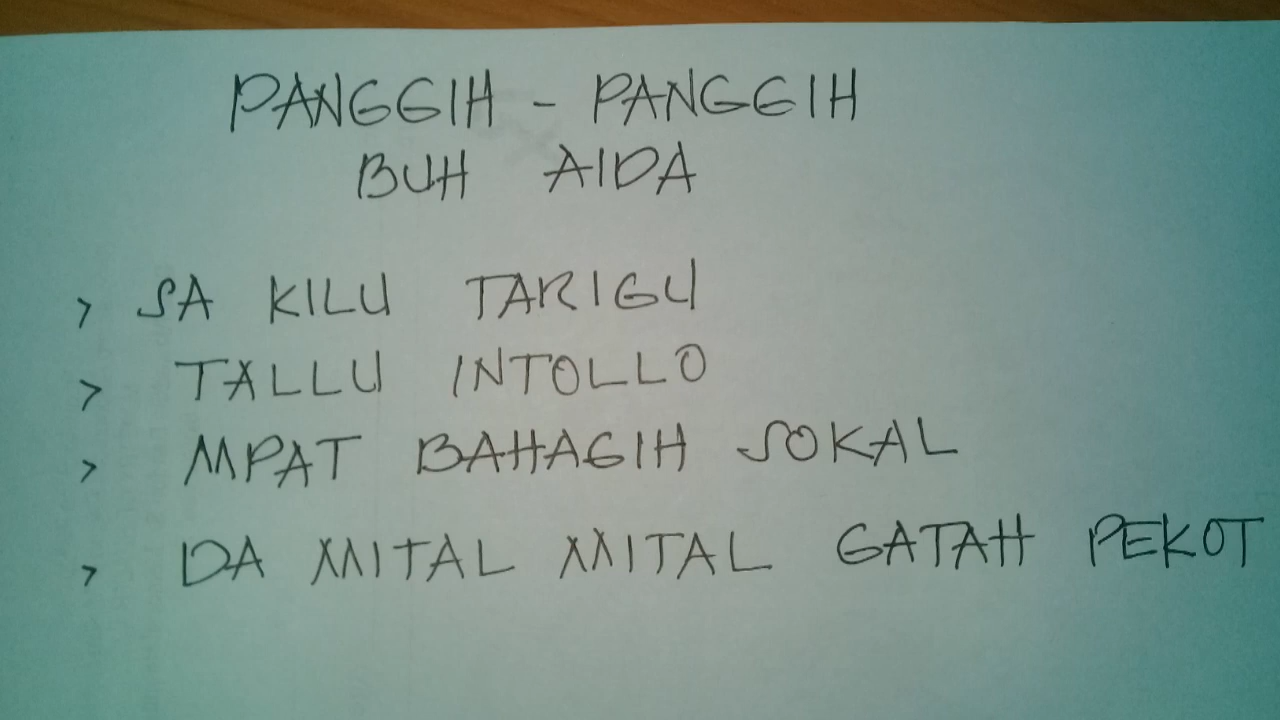 PANGGIH - PANGGIH
BUH AIDA
> SA KILU TARIGU
> TALLU INTOLLO
> MPAT BAHAGIH SOKAL
> DA MITAL MITAL GATAH PEKOT